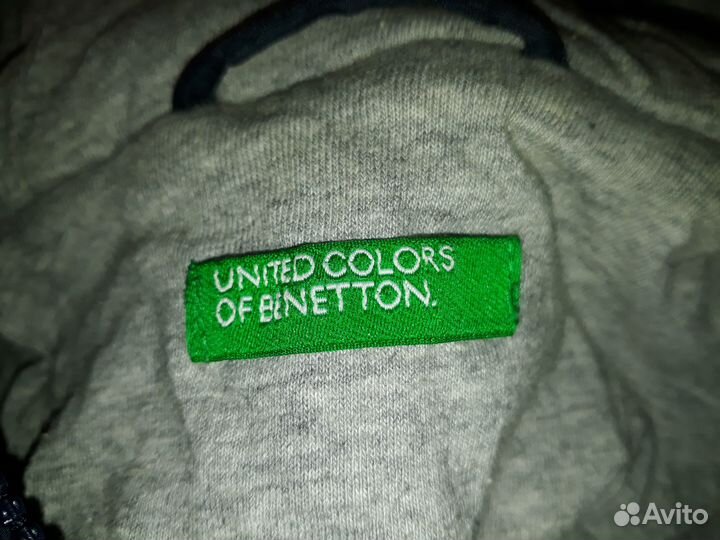 UNITED COLORS
OF BENETTON.
Avito